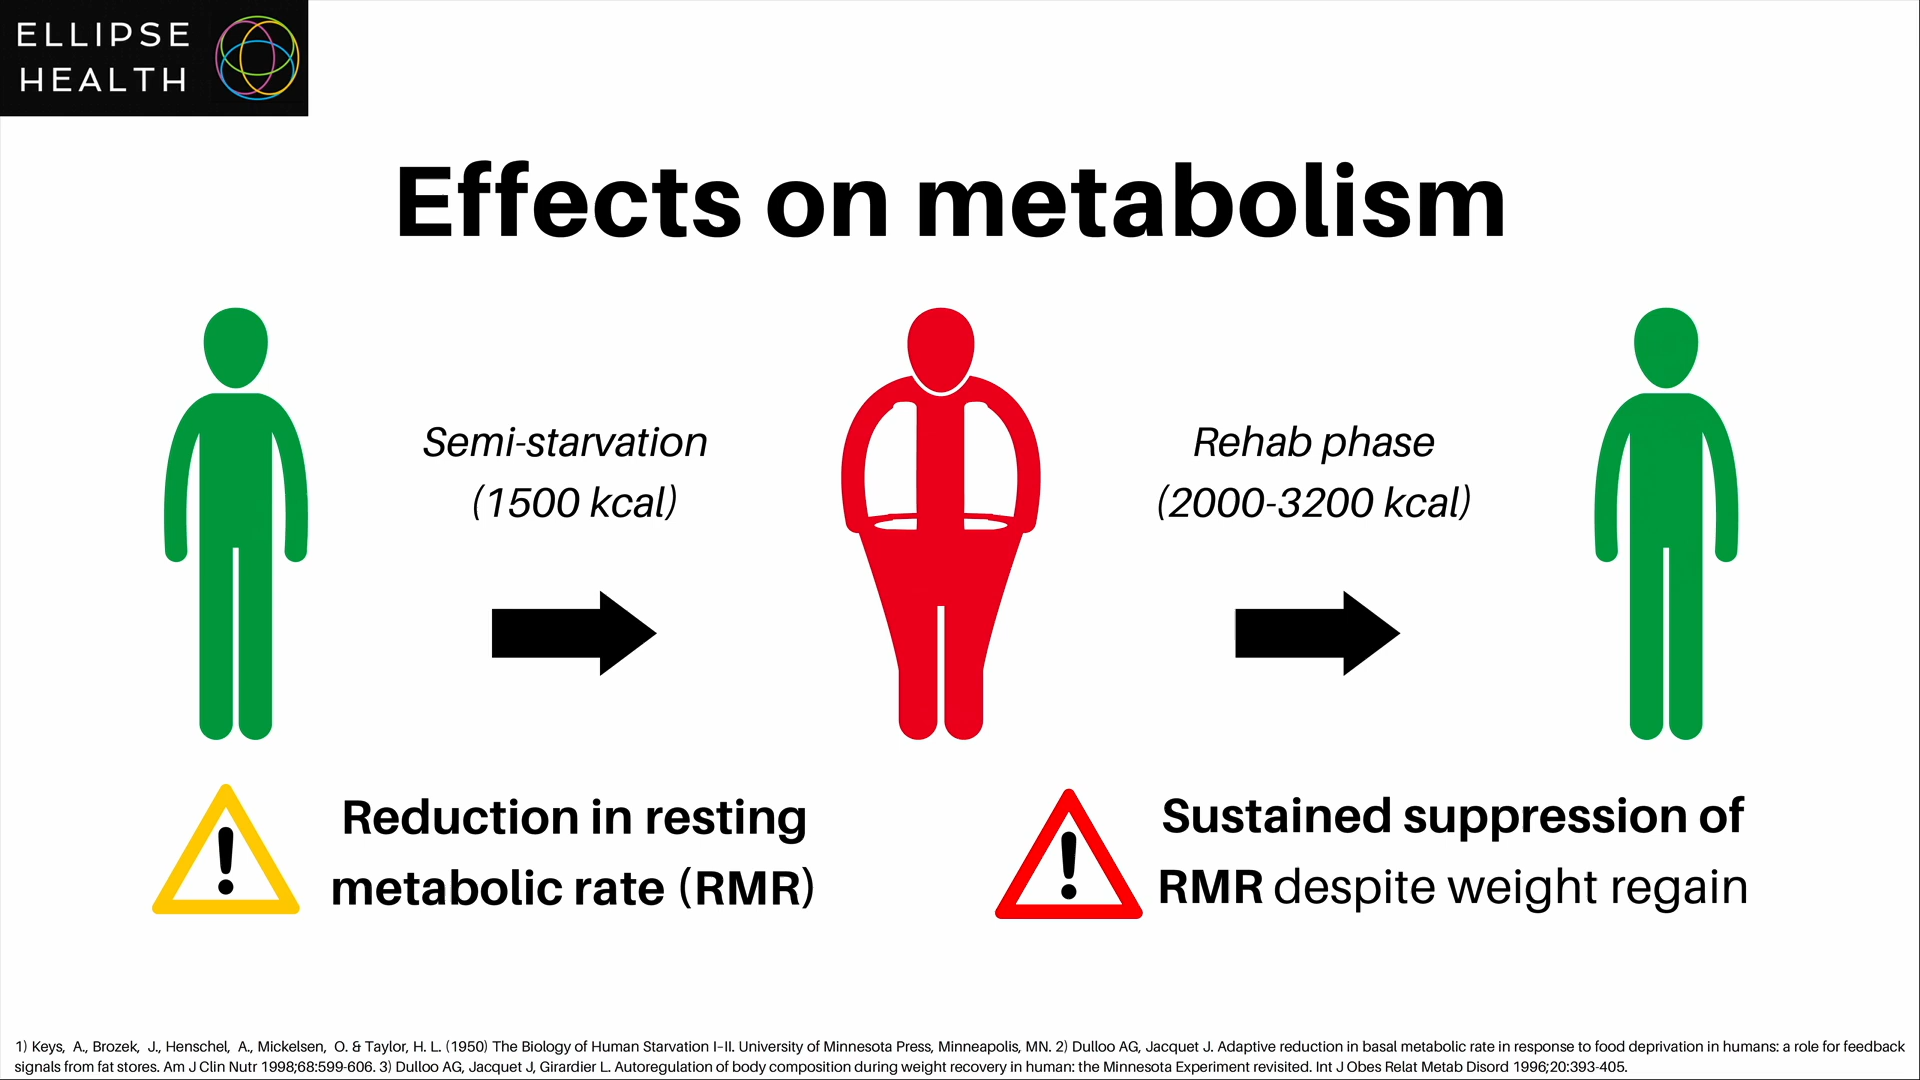 ELLIPSE
HEALTH
Effects on metabolism
Semi-starvation
(1500 kcal)
Rehab phase
(2000-3200 kcal)
Reduction in resting
metabolic rate (RMR)
Sustained suppression of
RMR despite weight regain
1) Keys, A., Brozek, J., Henschel, A., Mickelsen, O. & Taylor, H. L. (1950) The Biology of Human Starvation I–II. University of Minnesota Press, Minneapolis, MN. 2) Dulloo AG, Jacquet J. Adaptive reduction in basal metabolic rate in response to food deprivation in humans: a role for feedback
signals from fat stores. Am J Clin Nutr 1998;68:599-606. 3) Dulloo AG, Jacquet J, Girardier L. Autoregulation of body composition during weight recovery in human: the Minnesota Experiment revisited. Int J Obes Relat Metab Disord 1996;20:393-405.